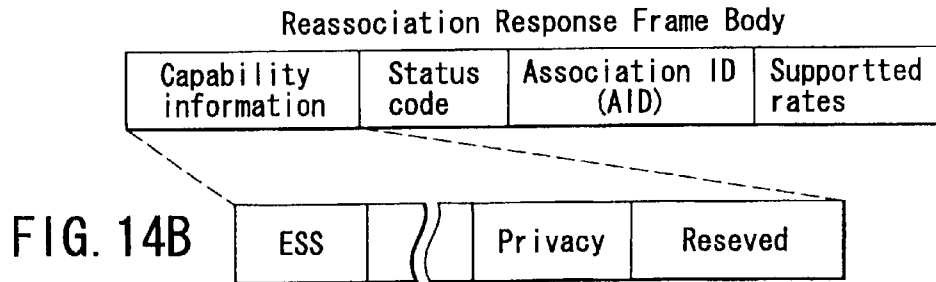 Reassociation Response Frame Body
Capability information
Status code
Association ID (AID)
Supportted rates
FIG. 14B
ESS
Privacy
Reseved